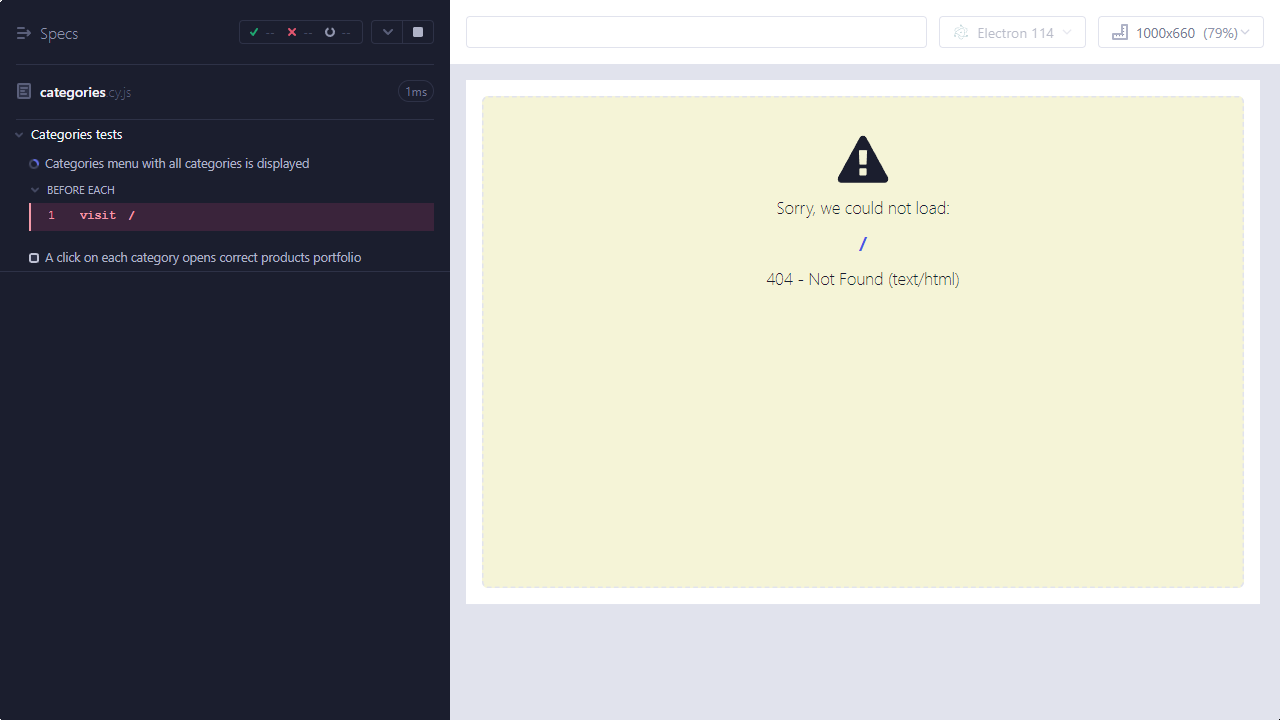 Specs
-- -- --
Electron 114
1000x660 (79%)
categories.cy.js
1ms
Categories tests
Categories menu with all categories is displayed
BEFORE EACH
1 visit /
A click on each category opens correct products portfolio
Sorry, we could not load:
/
404 - Not Found (text/html)